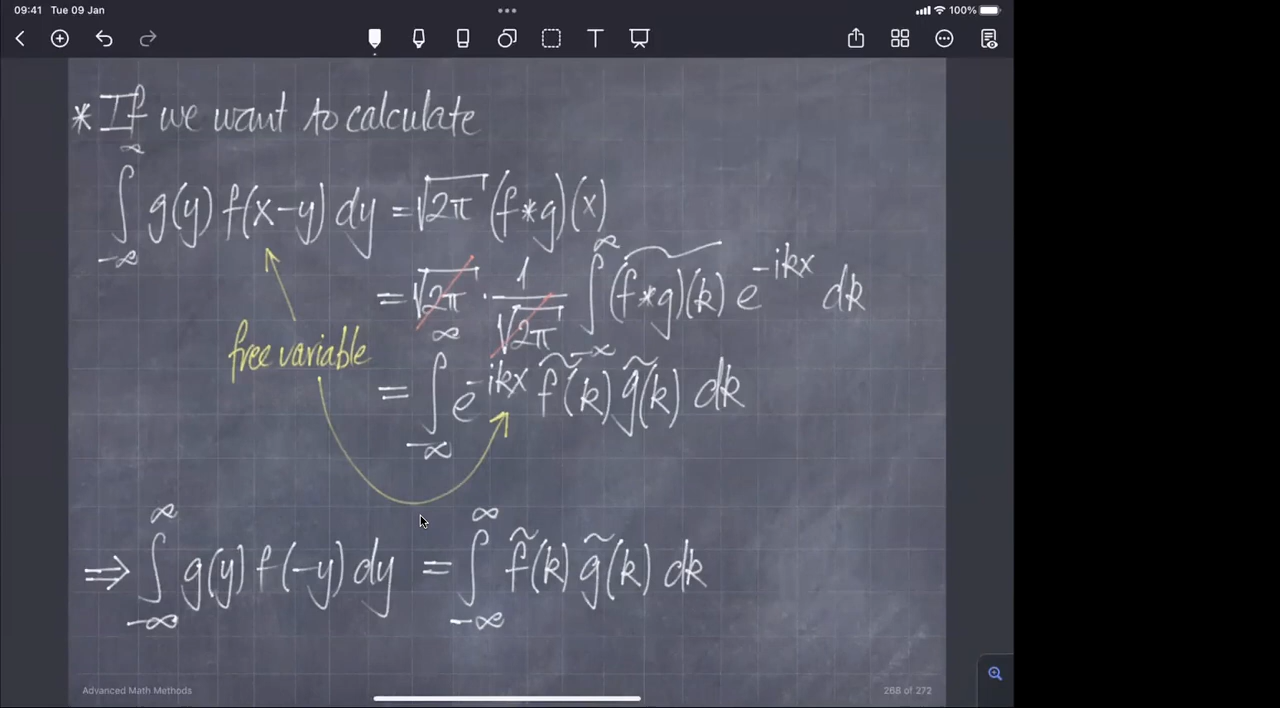 09:41 Tue 09 Jan 100%
* If we want to calculate
∫_{-∞}^{∞} g(y) f(x-y) dy = √2π (f*g)(x)
= √2π · 1/√2π ∫_{-∞}^{∞} \widetilde{(f*g)}(k) e^{-ikx} dk
free variable
= ∫_{-∞}^{∞} e^{-ikx} f̃(k) g̃(k) dk
⇒ ∫_{-∞}^{∞} g(y) f(-y) dy = ∫_{-∞}^{∞} f̃(k) g̃(k) dk
Advanced Math Methods 268 of 272